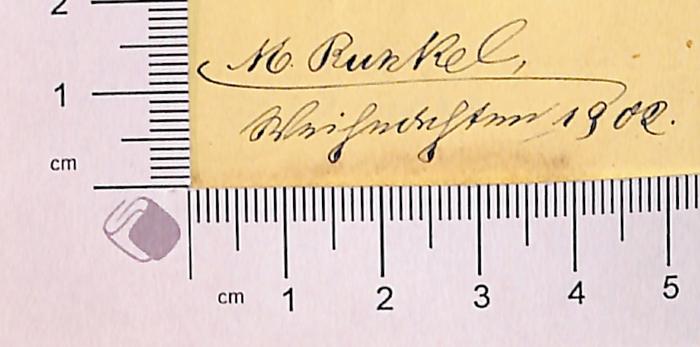 2
M. Runkel,
1
Weihnachten 1902.
cm
cm 1 2 3 4 5